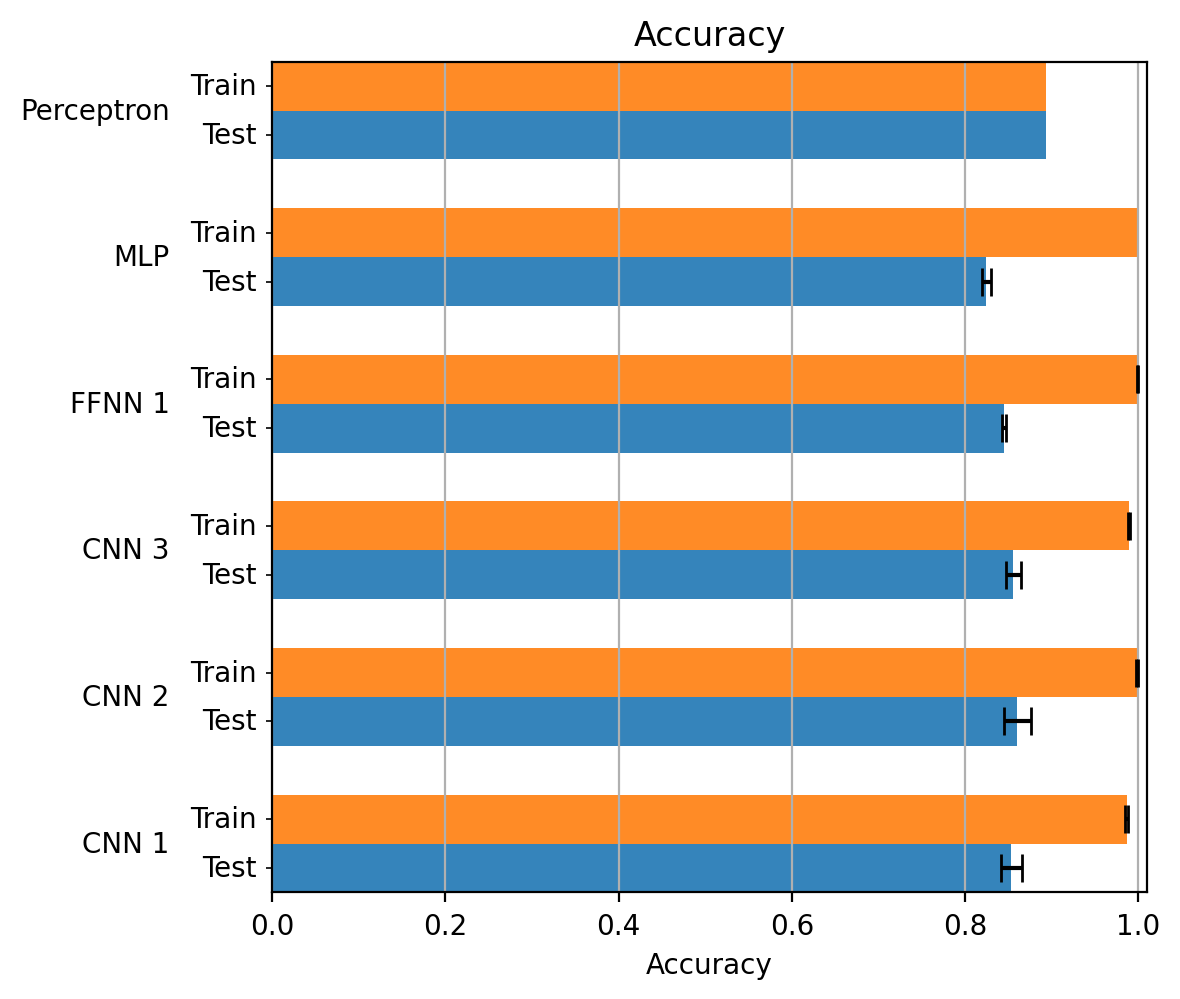 Accuracy
Perceptron
Train
Test
MLP
Train
Test
FFNN 1
Train
Test
CNN 3
Train
Test
CNN 2
Train
Test
CNN 1
Train
Test
0.0 0.2 0.4 0.6 0.8 1.0
Accuracy